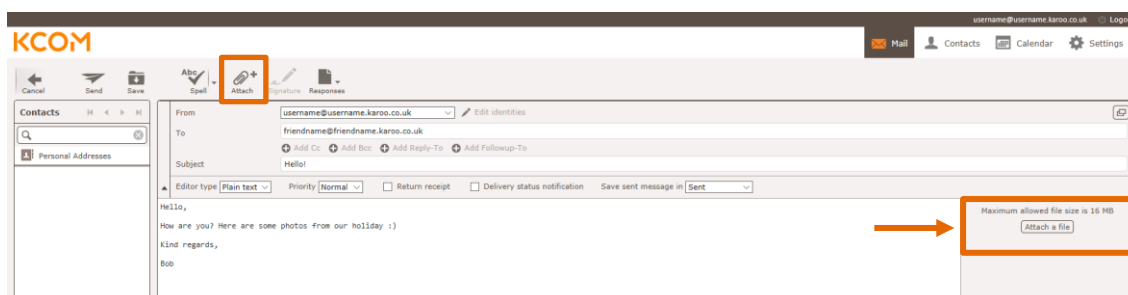 username@username.karoo.co.uk Logo
KCOM
Mail Contacts Calendar Settings
Cancel Send Save Spell Attach Signature Responses
Contacts
From username@username.karoo.co.uk Edit identities
To friendname@friendname.karoo.co.uk
Personal Addresses
Add Cc Add Bcc Add Reply-To Add Followup-To
Subject Hello!
Editor type Plain text Priority Normal Return receipt Delivery status notification Save sent message in Sent
Hello,
Maximum allowed file size is 16 MB
How are you? Here are some photos from our holiday :)
Attach a file
Kind regards,
Bob